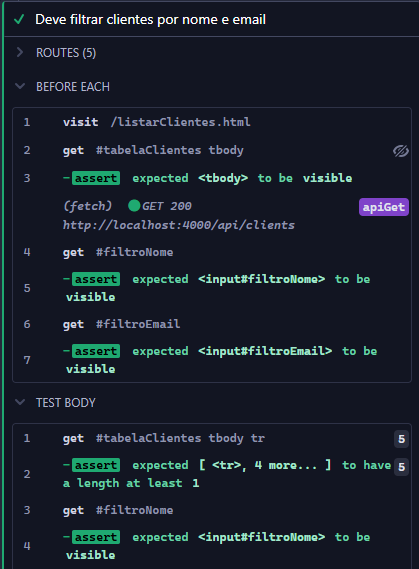 Deve filtrar clientes por nome e email
ROUTES (5)
BEFORE EACH
1 visit /listarClientes.html
2 get #tabelaClientes tbody
3 -assert expected <tbody> to be visible
(fetch) GET 200 apiGet
http://localhost:4000/api/clients
4 get #filtroNome
5 -assert expected <input#filtroNome> to be
visible
6 get #filtroEmail
7 -assert expected <input#filtroEmail> to be
visible
TEST BODY
1 get #tabelaClientes tbody tr 5
2 -assert expected [ <tr>, 4 more... ] to have 5
a length at least 1
3 get #filtroNome
4 -assert expected <input#filtroNome> to be
visible